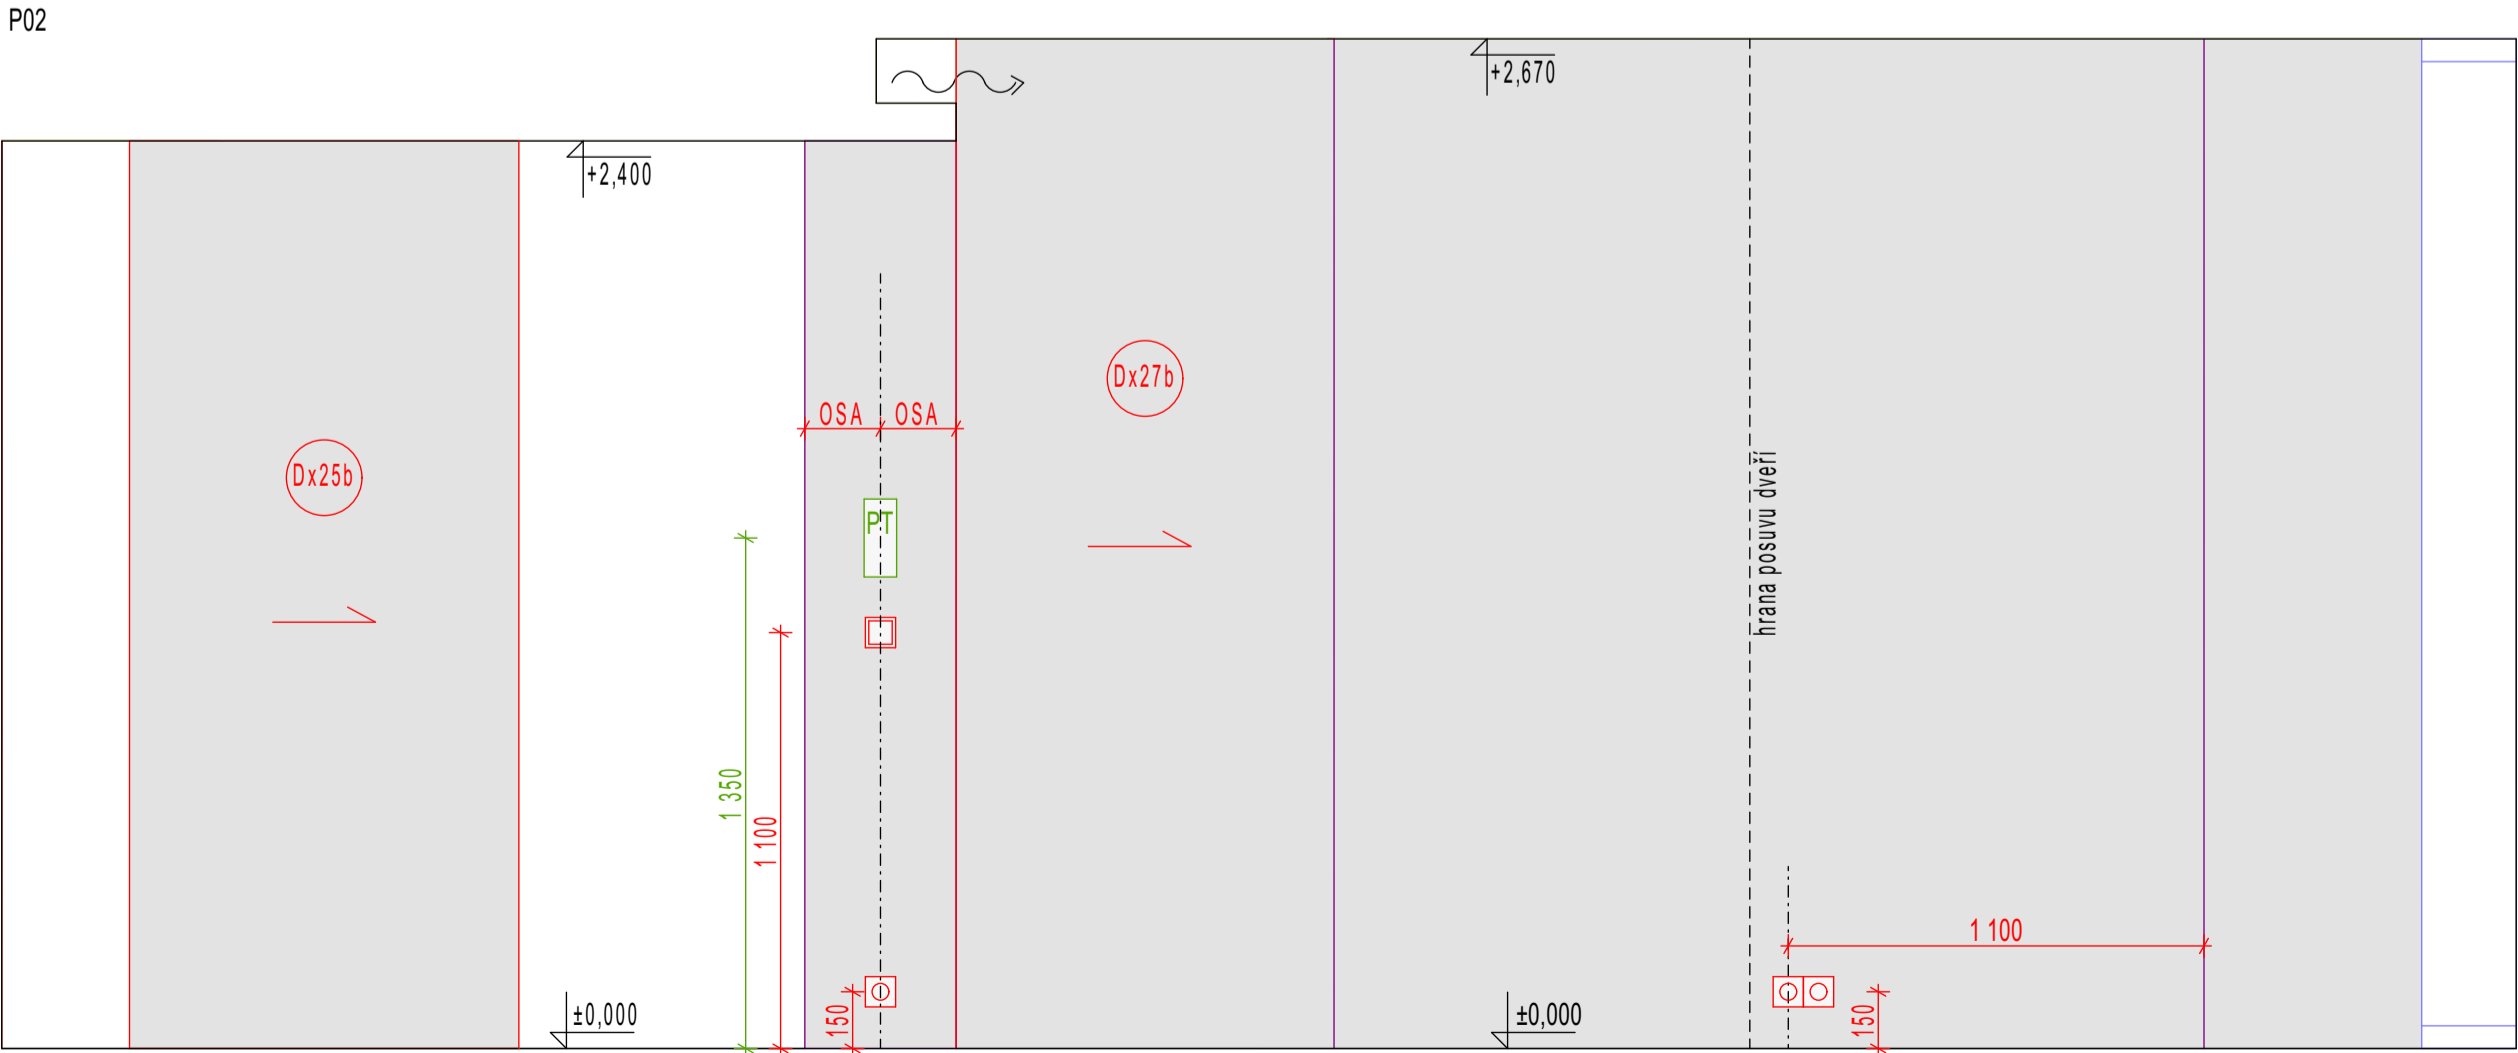 P02
+2,670
+2,400
Dx27b
OSA OSA
Dx25b
hrana posuvu dveří
PT
1 350
1 100
1 100
150
±0,000
±0,000
150